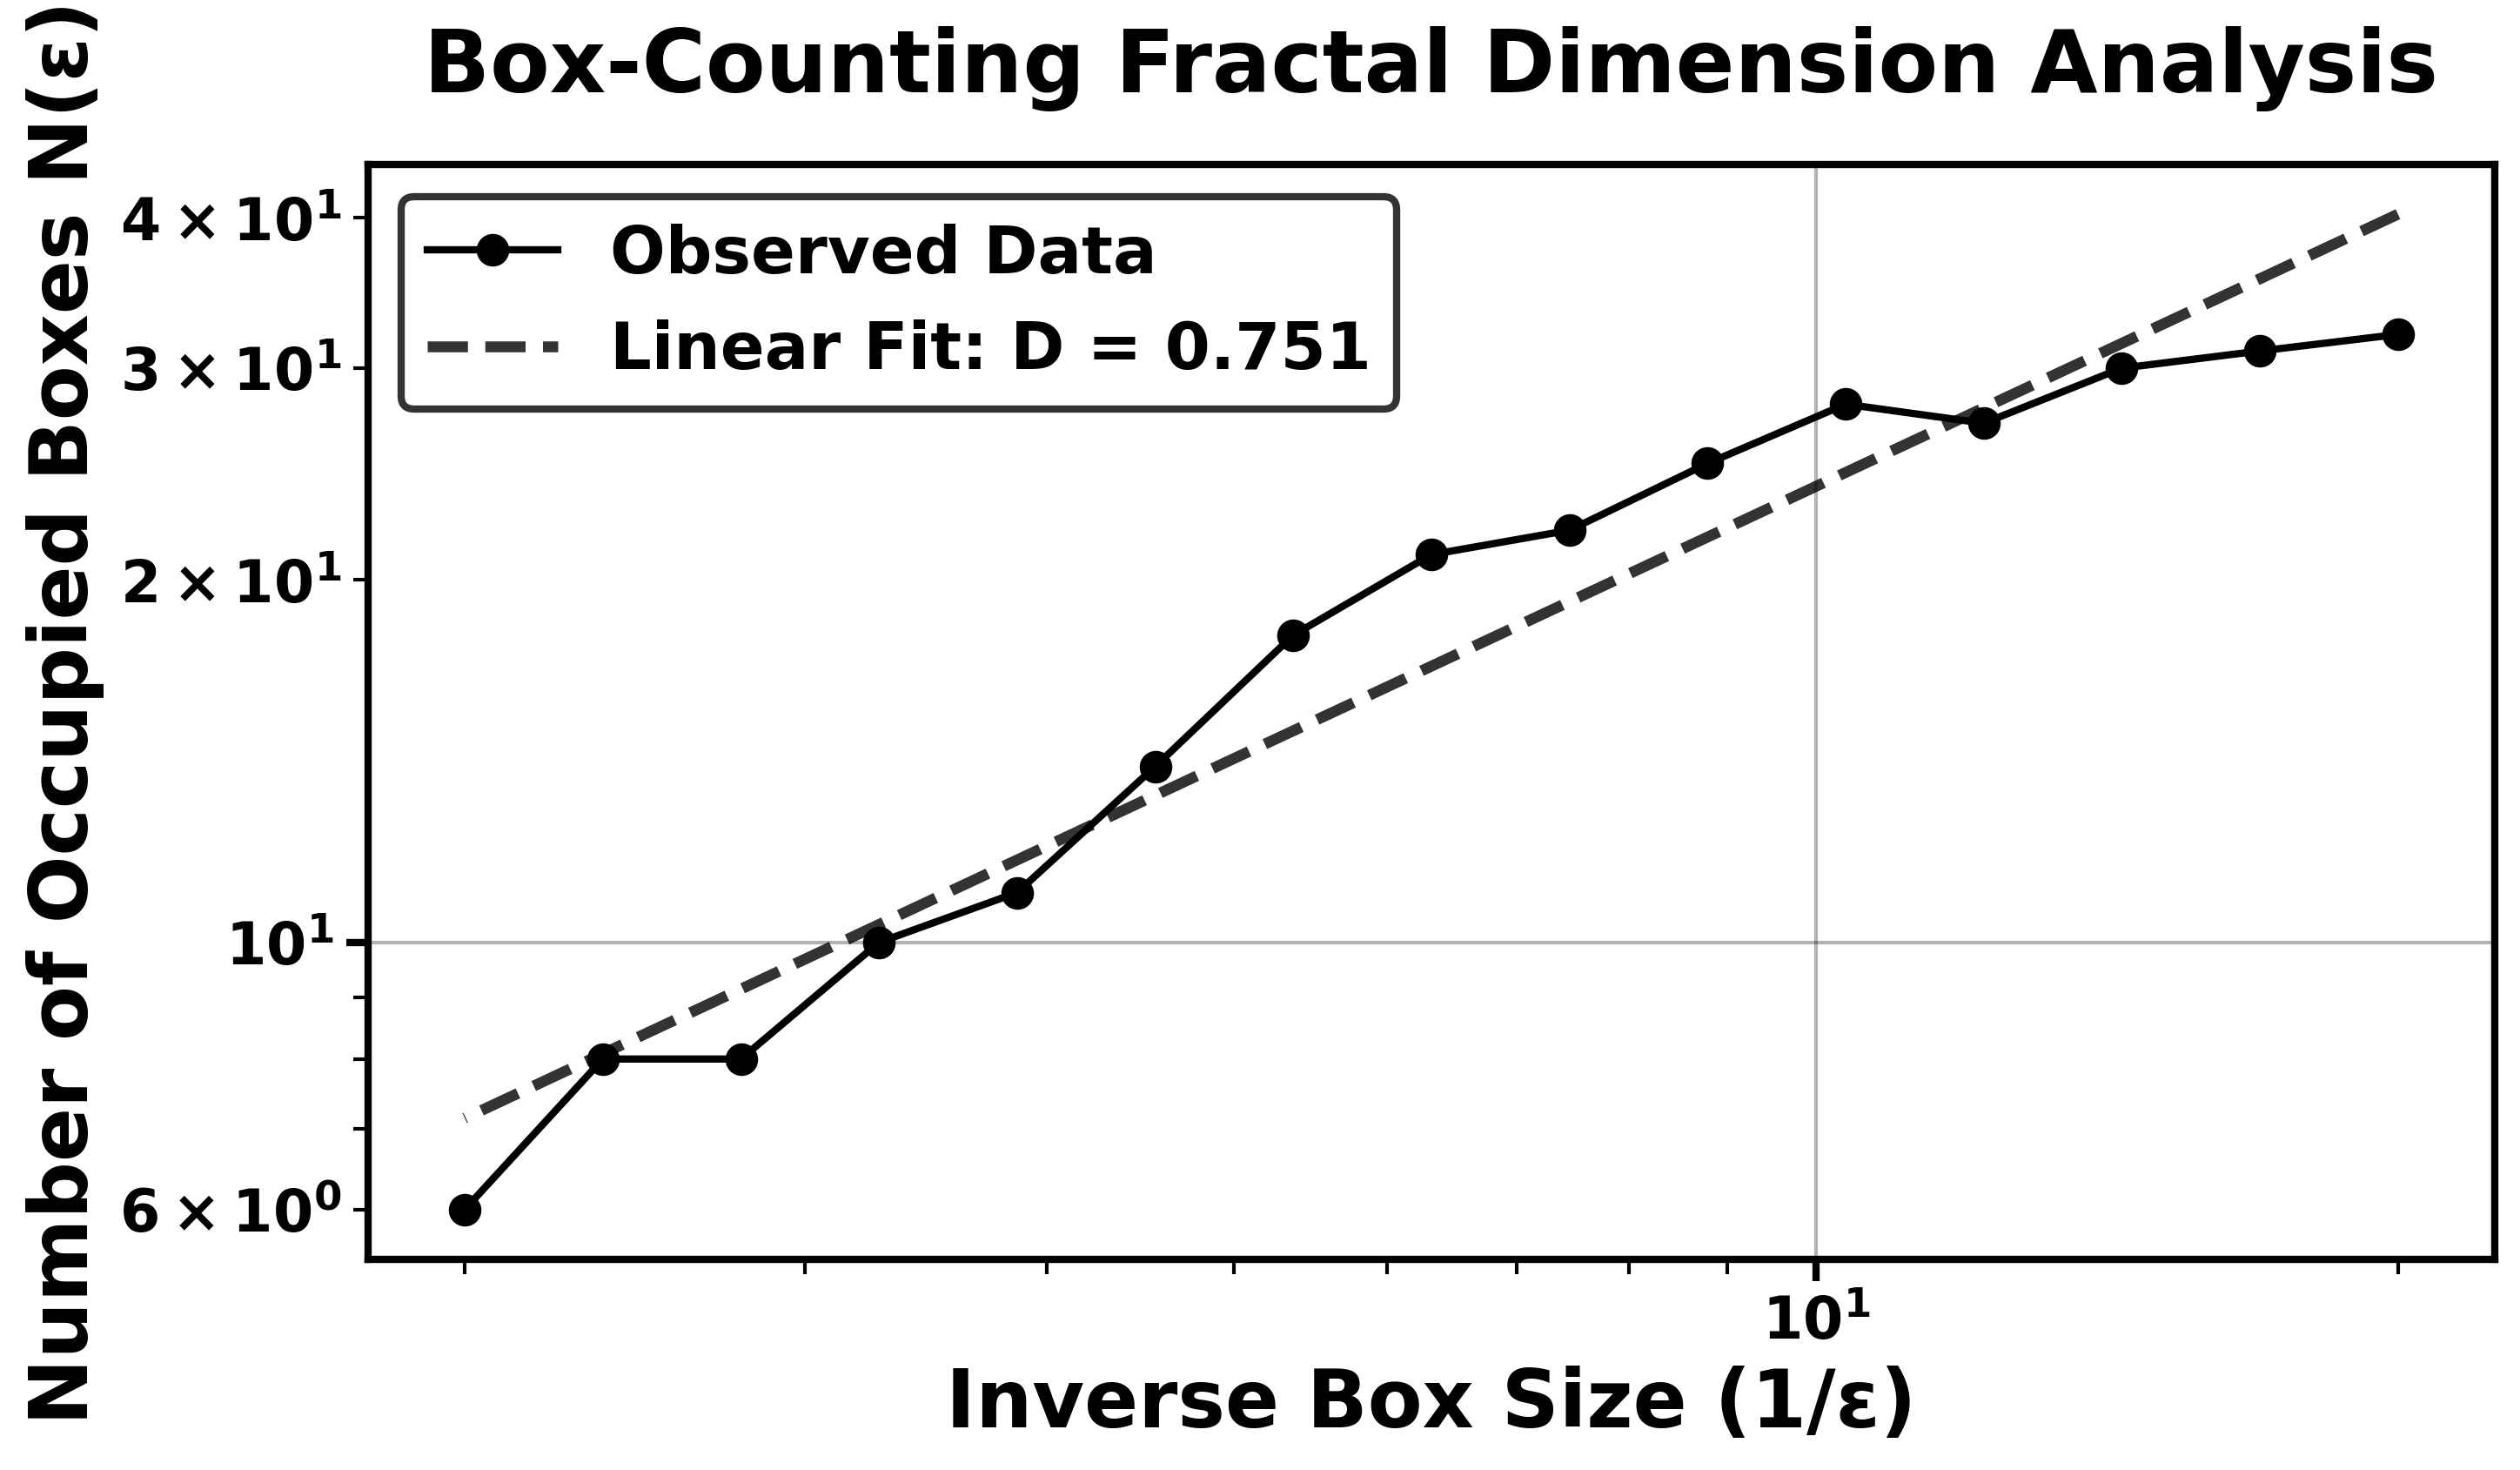 Box-Counting Fractal Dimension Analysis
Number of Occupied Boxes N(ε)
4 × 10¹
3 × 10¹
2 × 10¹
10¹
6 × 10⁰
Observed Data
Linear Fit: D = 0.751
10¹
Inverse Box Size (1/ε)